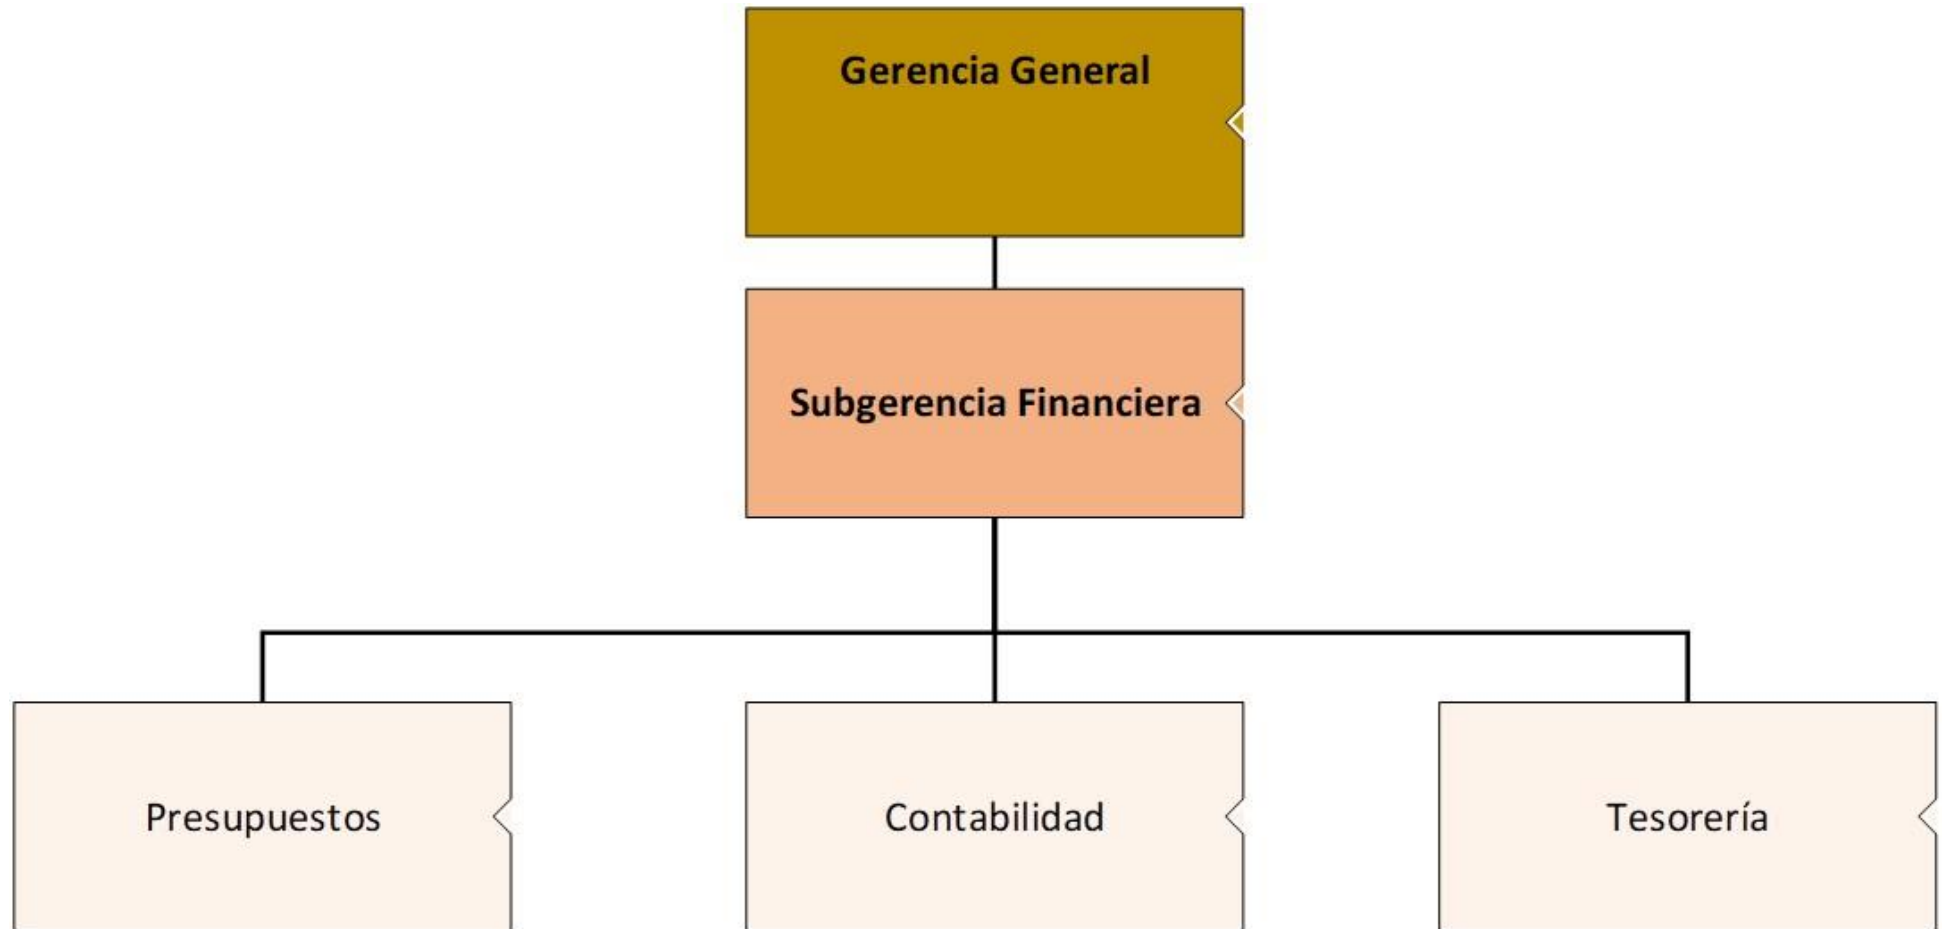 Gerencia General
Subgerencia Financiera
Presupuestos
Contabilidad
Tesorería